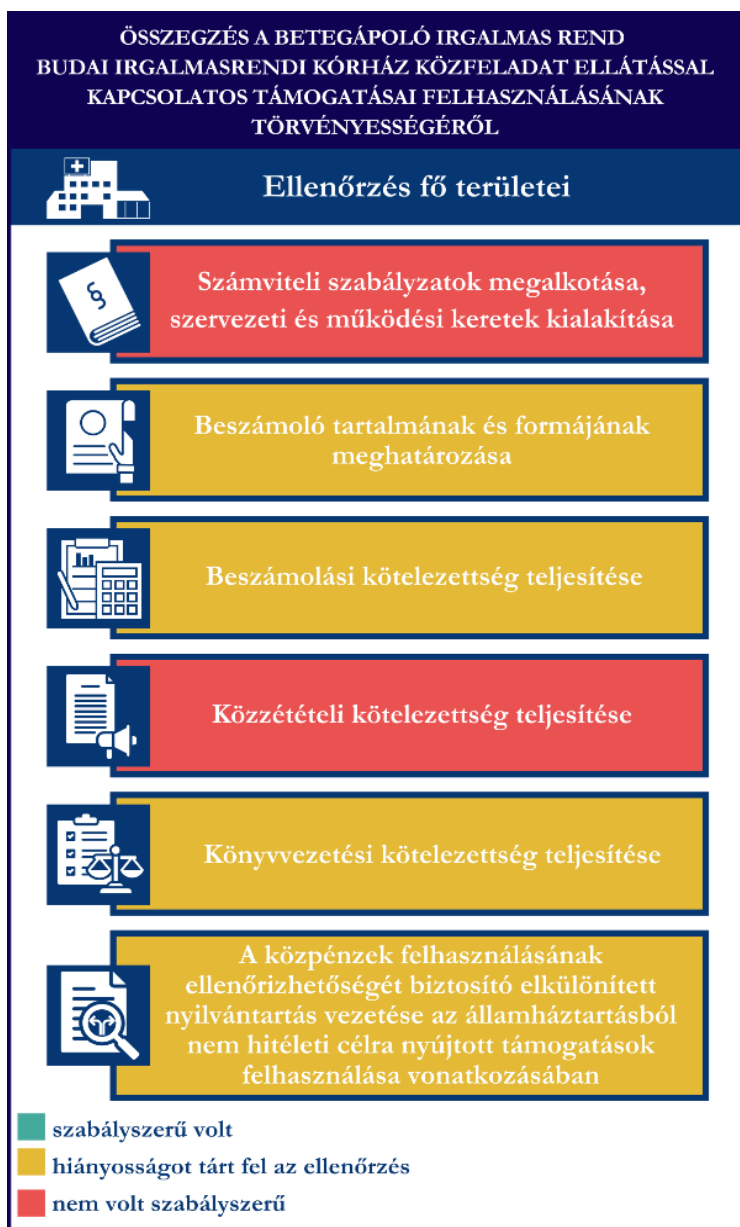 ÖSSZEGZÉS A BETEGÁPOLÓ IRGALMAS REND
BUDAI IRGALMASRENDI KÓRHÁZ KÖZFELADAT ELLÁTÁSSAL
KAPCSOLATOS TÁMOGATÁSAI FELHASZNÁLÁSÁNAK
TÖRVÉNYESSÉGÉRŐL
Ellenőrzés fő területei
§
Számviteli szabályzatok megalkotása,
szervezeti és működési keretek kialakítása
Beszámoló tartalmának és formájának
meghatározása
Beszámolási kötelezettség teljesítése
Közzétételi kötelezettség teljesítése
Könyvvezetési kötelezettség teljesítése
A közpénzek felhasználásának
ellenőrizhetőségét biztosító elkülönített
nyilvántartás vezetése az államháztartásból
nem hitéleti célra nyújtott támogatások
felhasználása vonatkozásában
szabályszerű volt
hiányosságot tárt fel az ellenőrzés
nem volt szabályszerű